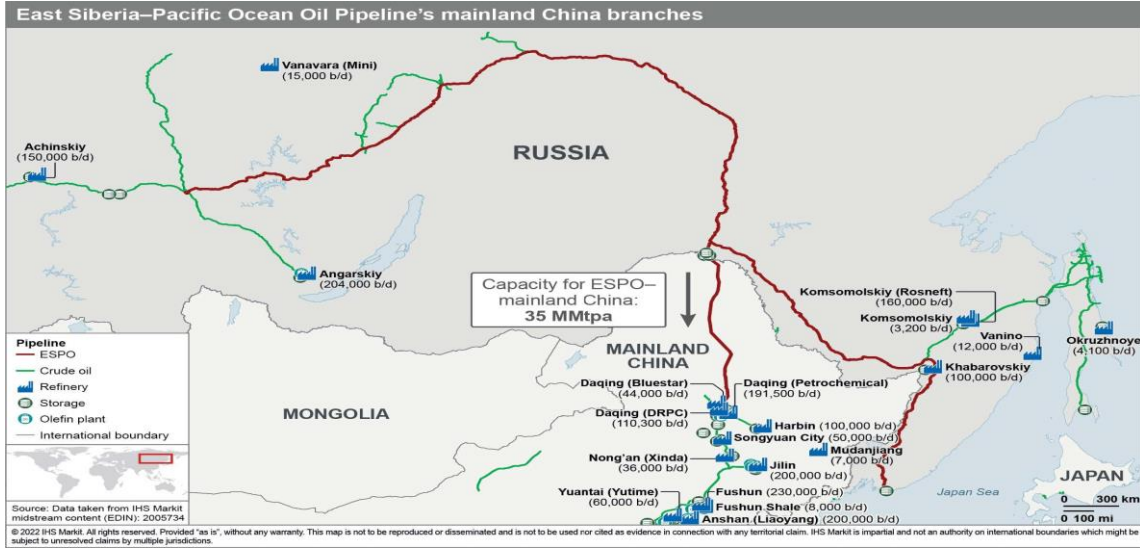 East Siberia–Pacific Ocean Oil Pipeline's mainland China branches
Vanavara (Mini)
(15,000 b/d)
Achinskiy
(150,000 b/d)
RUSSIA
Angarskiy
(204,000 b/d)
Capacity for ESPO–
mainland China:
35 MMtpa
Komsomolskiy (Rosneft)
(160,000 b/d)
Komsomolskiy
(3,200 b/d)
Vanino
(12,000 b/d)
Okruzhnoye
(4,100 b/d)
Khabarovskiy
(100,000 b/d)
MAINLAND
CHINA
MONGOLIA
Daqing (Bluestar)
(44,000 b/d)
Daqing (Petrochemical)
(191,500 b/d)
Daqing (DRPC)
(110,300 b/d)
Harbin (100,000 b/d)
Songyuan City (50,000 b/d)
Mudanjiang
(7,000 b/d)
Nong'an (Xinda)
(36,000 b/d)
Jilin
(200,000 b/d)
Yuantai (Yutime)
(60,000 b/d)
Fushun (230,000 b/d)
Fushun Shale (8,000 b/d)
Anshan (Liaoyang) (200,000 b/d)
Japan Sea
JAPAN
0 300 km
0 100 mi
Pipeline
ESPO
Crude oil
Refinery
Storage
Olefin plant
International boundary
Source: Data taken from IHS Markit
midstream content (EDIN): 2005734
© 2022 IHS Markit. All rights reserved. Provided "as is", without any warranty. This map is not to be reproduced or disseminated and is not to be used nor cited as evidence in connection with any territorial claim. IHS Markit is impartial and not an authority on international boundaries which might be
subject to unresolved claims by multiple jurisdictions.